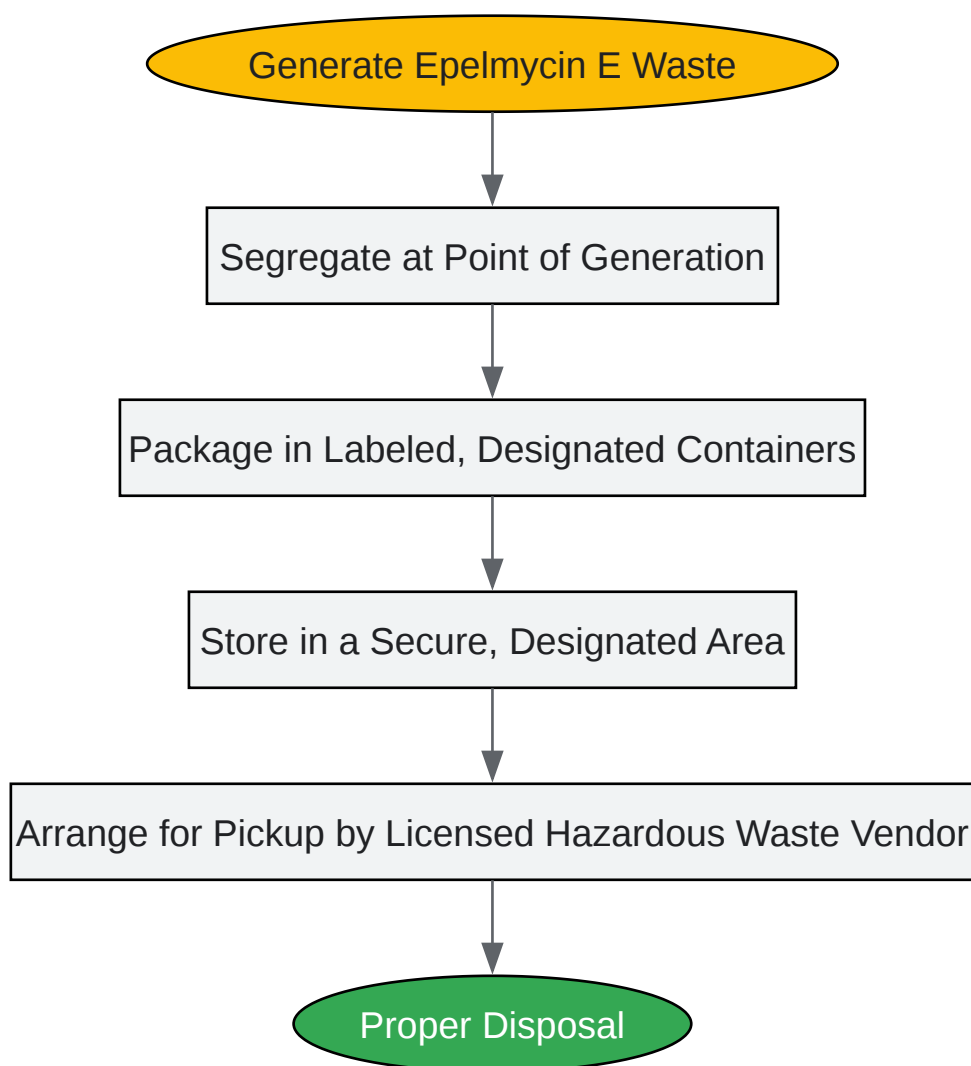 Generate Epelmycin E Waste
Segregate at Point of Generation
Package in Labeled, Designated Containers
Store in a Secure, Designated Area
Arrange for Pickup by Licensed Hazardous Waste Vendor
Proper Disposal